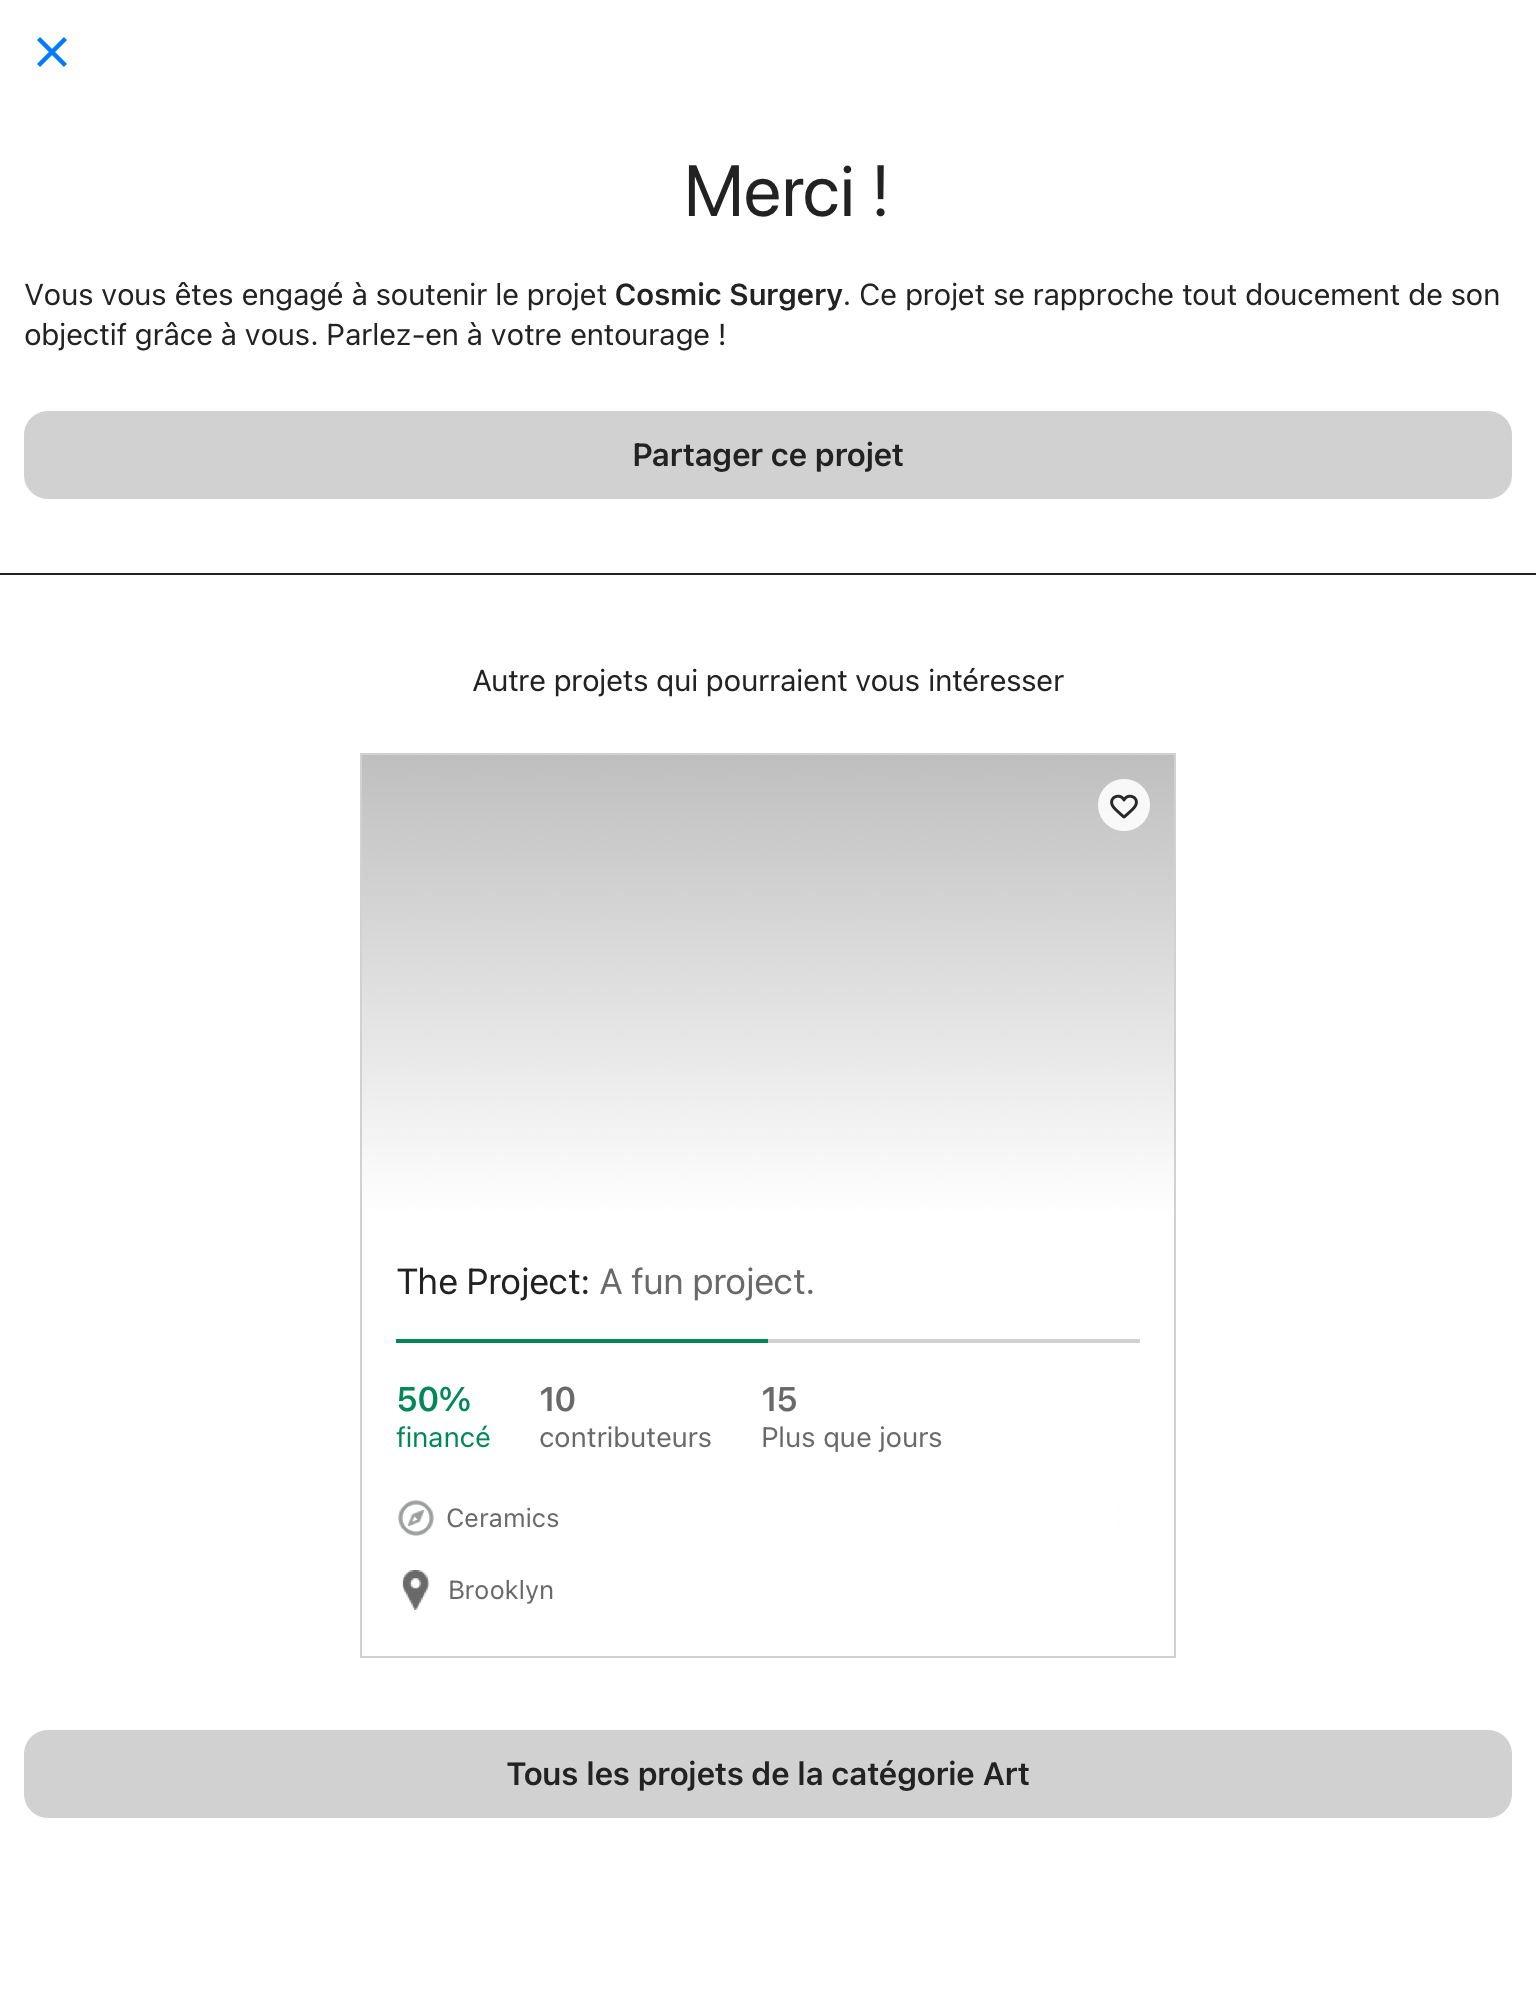 Merci !
Vous vous êtes engagé à soutenir le projet Cosmic Surgery. Ce projet se rapproche tout doucement de son
objectif grâce à vous. Parlez-en à votre entourage !
Partager ce projet
Autre projets qui pourraient vous intéresser
The Project: A fun project.
50% 10 15
financé contributeurs Plus que jours
Ceramics
Brooklyn
Tous les projets de la catégorie Art